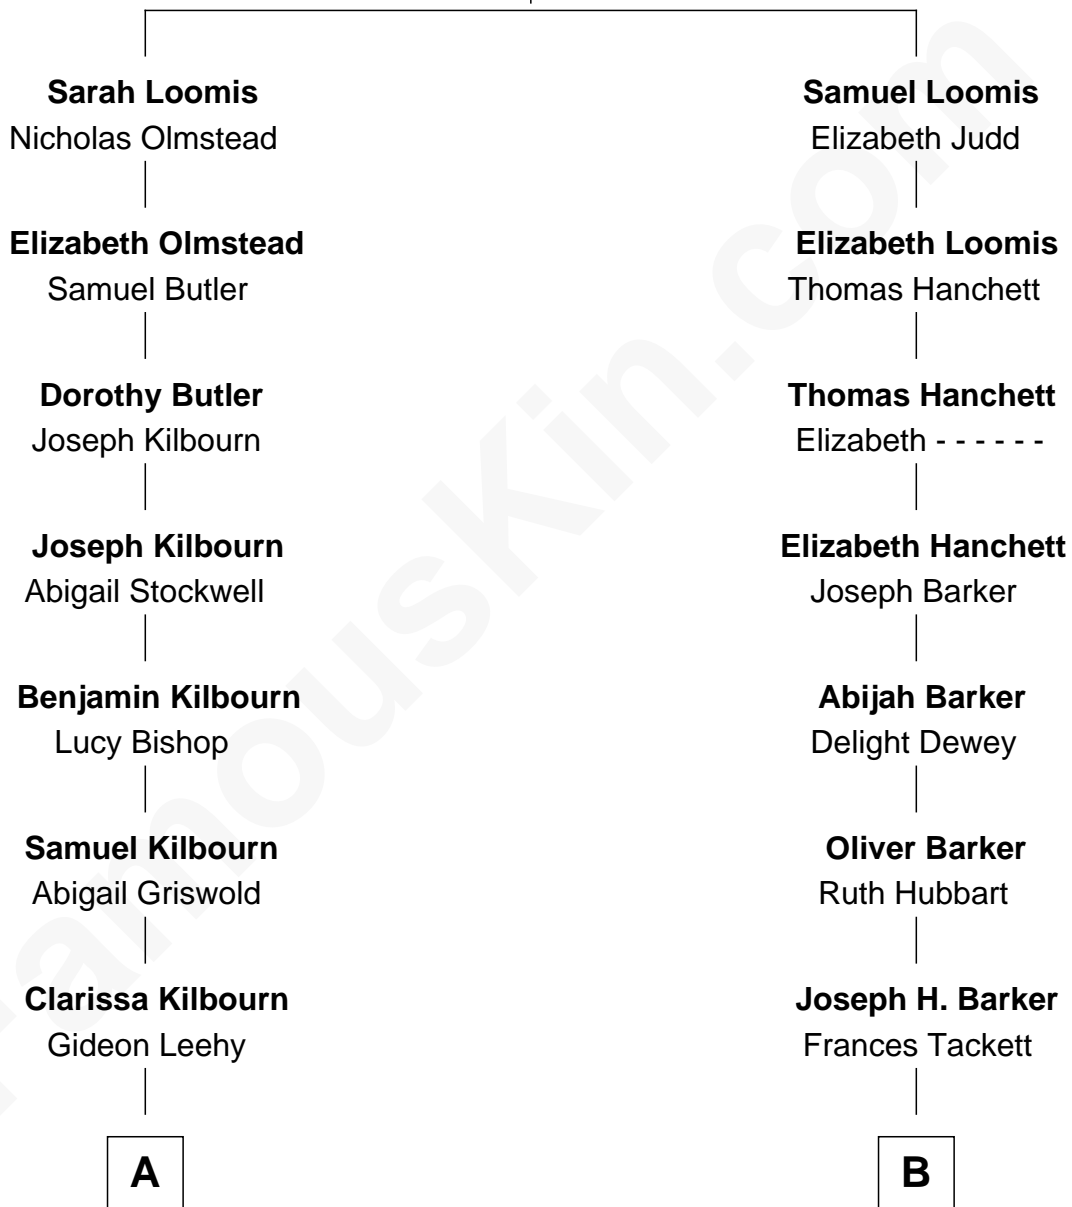 Sarah Loomis
Nicholas Olmstead
Elizabeth Olmstead
Samuel Butler
Dorothy Butler
Joseph Kilbourn
Joseph Kilbourn
Abigail Stockwell
Benjamin Kilbourn
Lucy Bishop
Samuel Kilbourn
Abigail Griswold
Clarissa Kilbourn
Gideon Leehy
A
Samuel Loomis
Elizabeth Judd
Elizabeth Loomis
Thomas Hanchett
Thomas Hanchett
Elizabeth - - - - - -
Elizabeth Hanchett
Joseph Barker
Abijah Barker
Delight Dewey
Oliver Barker
Ruth Hubbart
Joseph H. Barker
Frances Tackett
B
FamousKin.com